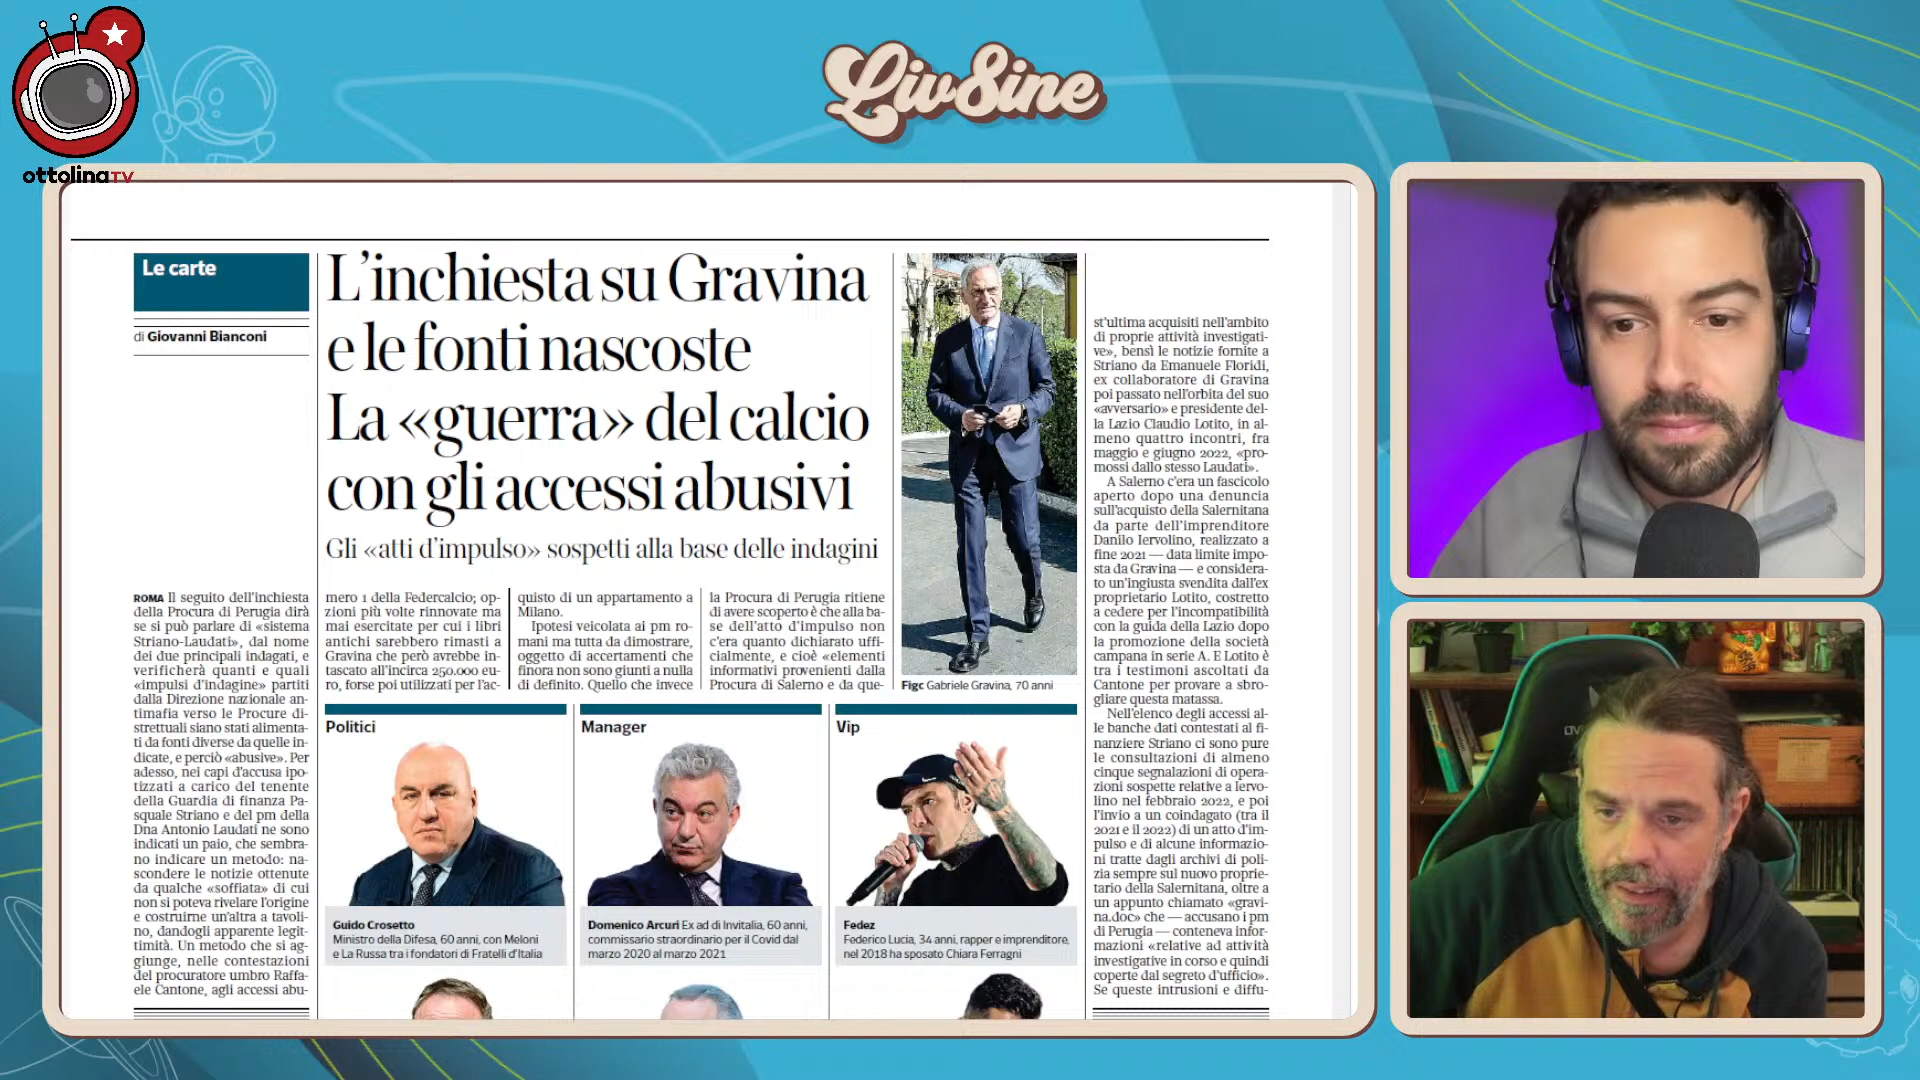 ottolinaTV
LivSine
Le carte
di Giovanni Bianconi
L'inchiesta su Gravina
e le fonti nascoste
La «guerra» del calcio
con gli accessi abusivi
Gli «atti d'impulso» sospetti alla base delle indagini
ROMA Il seguito dell'inchiesta
della Procura di Perugia dirà
se si può parlare di «sistema
Striano-Laudati», dal nome
dei due principali indagati, e
verificherà quanti e quali
«impulsi d'indagine» partiti
dalla Direzione nazionale an-
timafia verso le Procure di-
strettuali siano stati alimenta-
ti da fonti diverse da quelle in-
dicate, e perciò «abusive». Per
adesso, nei capi d'accusa ipo-
tizzati a carico del tenente
della Guardia di finanza Pa-
squale Striano e del pm della
Dna Antonio Laudati ne sono
indicati un paio, che sembra-
no indicare un metodo: na-
scondere le notizie ottenute
da qualche «soffiata» di cui
non si poteva rivelare l'origine
e costruirne un'altra a tavoli-
no, dandogli apparente legit-
timità. Un metodo che si ag-
giunge, nelle contestazioni
del procuratore umbro Raffa-
ele Cantone, agli accessi abu-
mero 1 della Federcalcio; op-
zioni più volte rinnovate ma
mai esercitate per cui i libri
antichi sarebbero rimasti a
Gravina che però avrebbe in-
tascato all'incirca 250.000 eu-
ro, forse poi utilizzati per l'ac-
quisto di un appartamento a
Milano.
Ipotesi veicolata ai pm ro-
mani ma tutta da dimostrare,
oggetto di accertamenti che
finora non sono giunti a nulla
di definito. Quello che invece
la Procura di Perugia ritiene
di avere scoperto è che alla ba-
se dell'atto d'impulso non
c'era quanto dichiarato uffi-
cialmente, e cioè «elementi
informativi provenienti dalla
Procura di Salerno e da que-
Figc Gabriele Gravina, 70 anni
st'ultima acquisiti nell'ambito
di proprie attività investigati-
ve», bensì le notizie fornite a
Striano da Emanuele Floridi,
ex collaboratore di Gravina
poi passato nell'orbita del suo
«avversario» e presidente del-
la Lazio Claudio Lotito, in al-
meno quattro incontri, fra
maggio e giugno 2022, «pro-
mossi dallo stesso Laudati».
A Salerno c'era un fascicolo
aperto dopo una denuncia
sull'acquisto della Salernitana
da parte dell'imprenditore
Danilo Iervolino, realizzato a
fine 2021 — data limite impo-
sta da Gravina — e considera-
to un'ingiusta svendita dall'ex
proprietario Lotito, costretto
a cedere per l'incompatibilità
con la guida della Lazio dopo
la promozione della società
campana in serie A. E Lotito è
tra i testimoni ascoltati da
Cantone per provare a sbro-
gliare questa matassa.
Nell'elenco degli accessi al-
le banche dati contestati al fi-
nanziere Striano ci sono pure
le consultazioni di almeno
cinque segnalazioni di opera-
zioni sospette relative a Iervo-
lino nel febbraio 2022, e poi
l'invio a un coindagato (tra il
2021 e il 2022) di un atto d'im-
pulso e di alcune informazio-
ni tratte dagli archivi di poli-
zia sempre sul nuovo proprie-
tario della Salernitana, oltre a
un appunto chiamato «gravi-
na.doc» che — accusano i pm
di Perugia — conteneva infor-
mazioni «relative ad attività
investigative in corso e quindi
coperte dal segreto d'ufficio».
Se queste intrusioni e diffu-
Politici
Guido Crosetto
Ministro della Difesa, 60 anni, con Meloni
e La Russa tra i fondatori di Fratelli d'Italia
Manager
Domenico Arcuri Ex ad di Invitalia, 60 anni,
commissario straordinario per il Covid dal
marzo 2020 al marzo 2021
Vip
Fedez
Federico Lucia, 34 anni, rapper e imprenditore,
nel 2018 ha sposato Chiara Ferragni